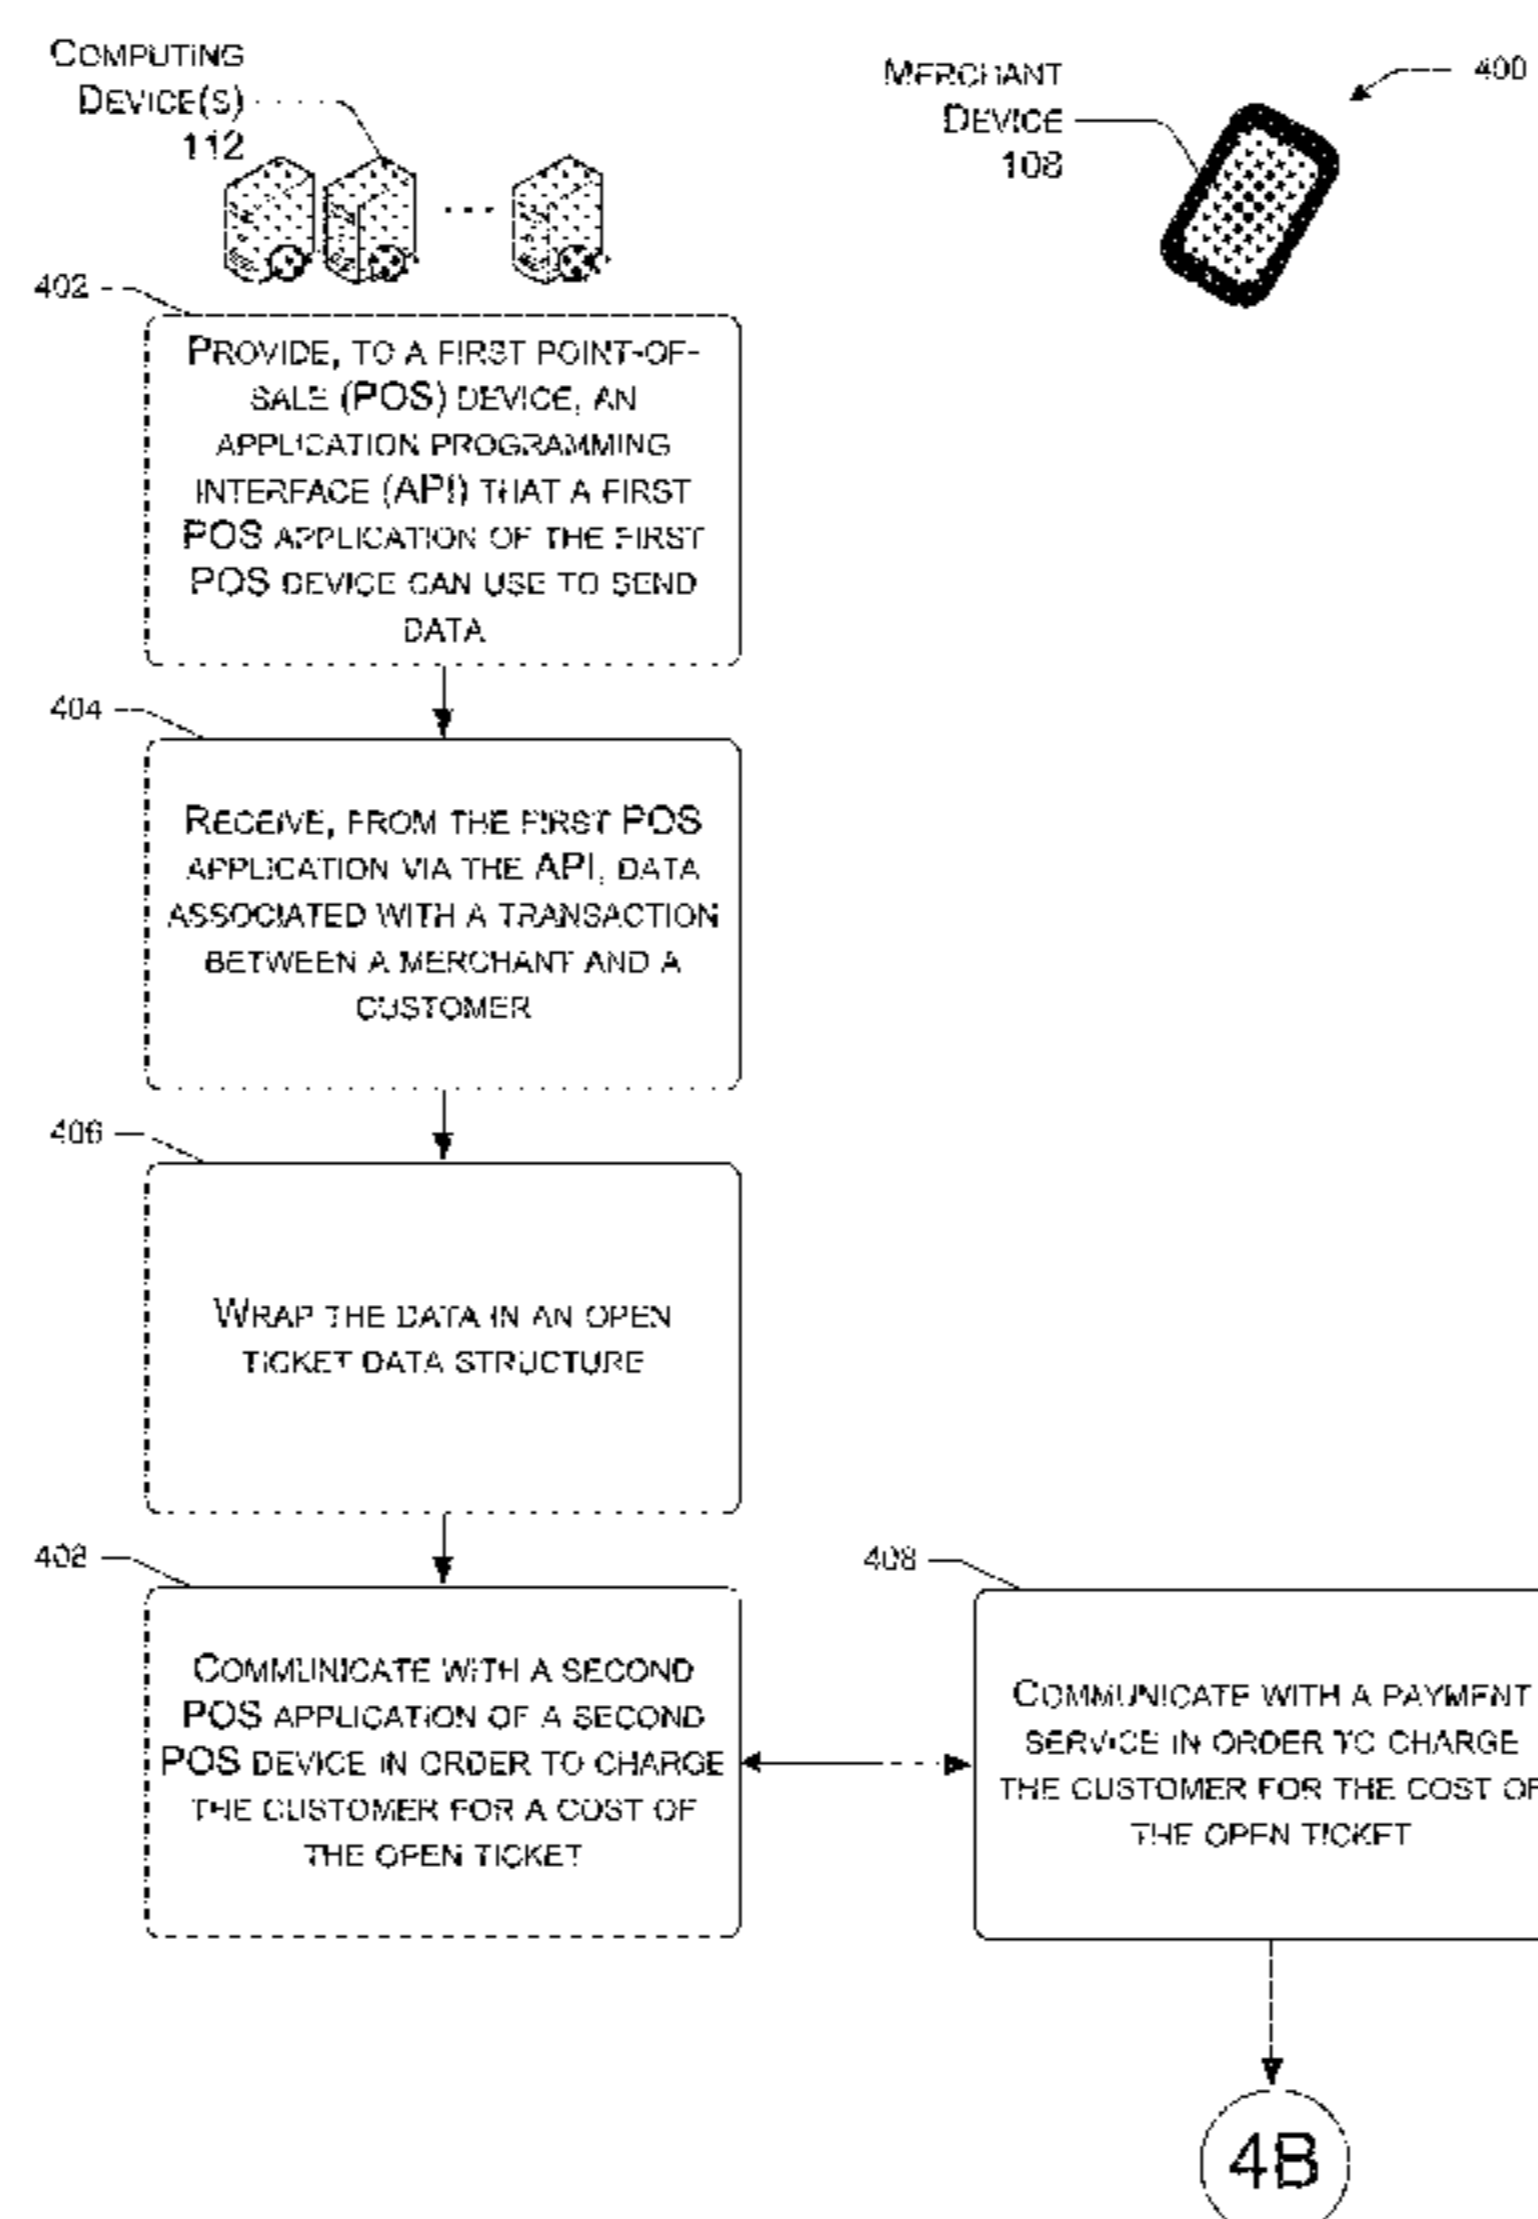 COMPUTING
DEVICE(S)
112
MERCHANT
DEVICE
108
400
402
PROVIDE, TO A FIRST POINT-OF-
SALE (POS) DEVICE, AN
APPLICATION PROGRAMMING
INTERFACE (API) THAT A FIRST
POS APPLICATION OF THE FIRST
POS DEVICE CAN USE TO SEND
DATA
404
RECEIVE, FROM THE FIRST POS
APPLICATION VIA THE API, DATA
ASSOCIATED WITH A TRANSACTION
BETWEEN A MERCHANT AND A
CUSTOMER
406
WRAP THE DATA IN AN OPEN
TICKET DATA STRUCTURE
408
COMMUNICATE WITH A SECOND
POS APPLICATION OF A SECOND
POS DEVICE IN ORDER TO CHARGE
THE CUSTOMER FOR A COST OF
THE OPEN TICKET
408
COMMUNICATE WITH A PAYMENT
SERVICE IN ORDER TO CHARGE
THE CUSTOMER FOR THE COST OF
THE OPEN TICKET
4B